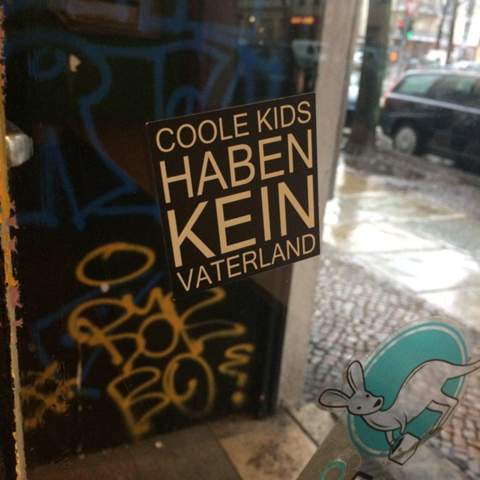 COOLE KIDS
HABEN
KEIN
VATERLAND